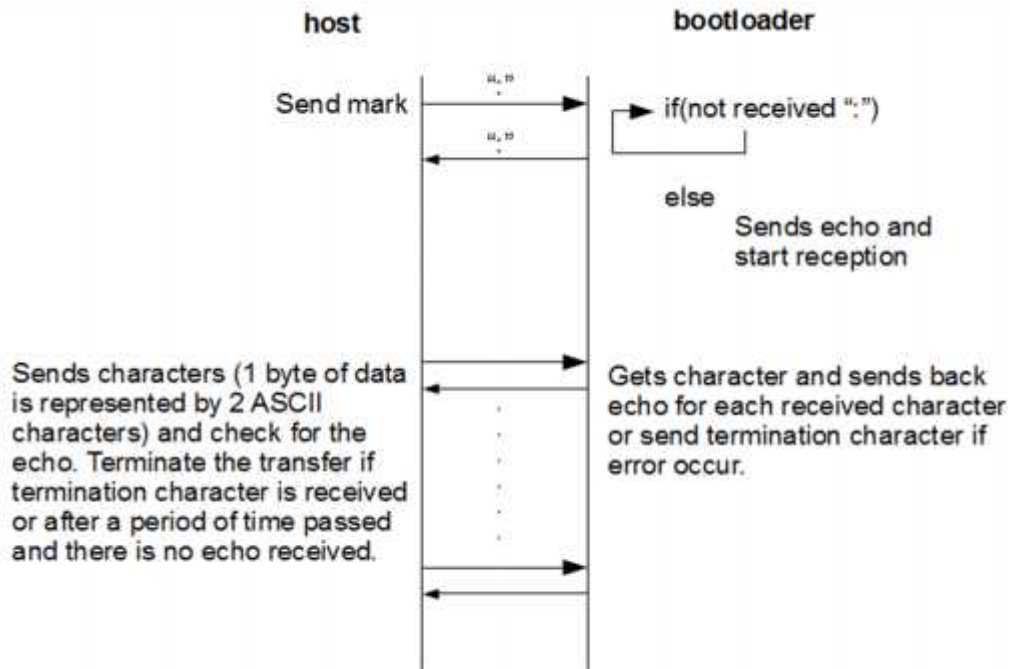 host
bootloader
":"
Send mark
if(not received ":")
":"
else
Sends echo and
start reception
Sends characters (1 byte of data
is represented by 2 ASCII
characters) and check for the
echo. Terminate the transfer if
termination character is received
or after a period of time passed
and there is no echo received.
Gets character and sends back
echo for each received character
or send termination character if
error occur.